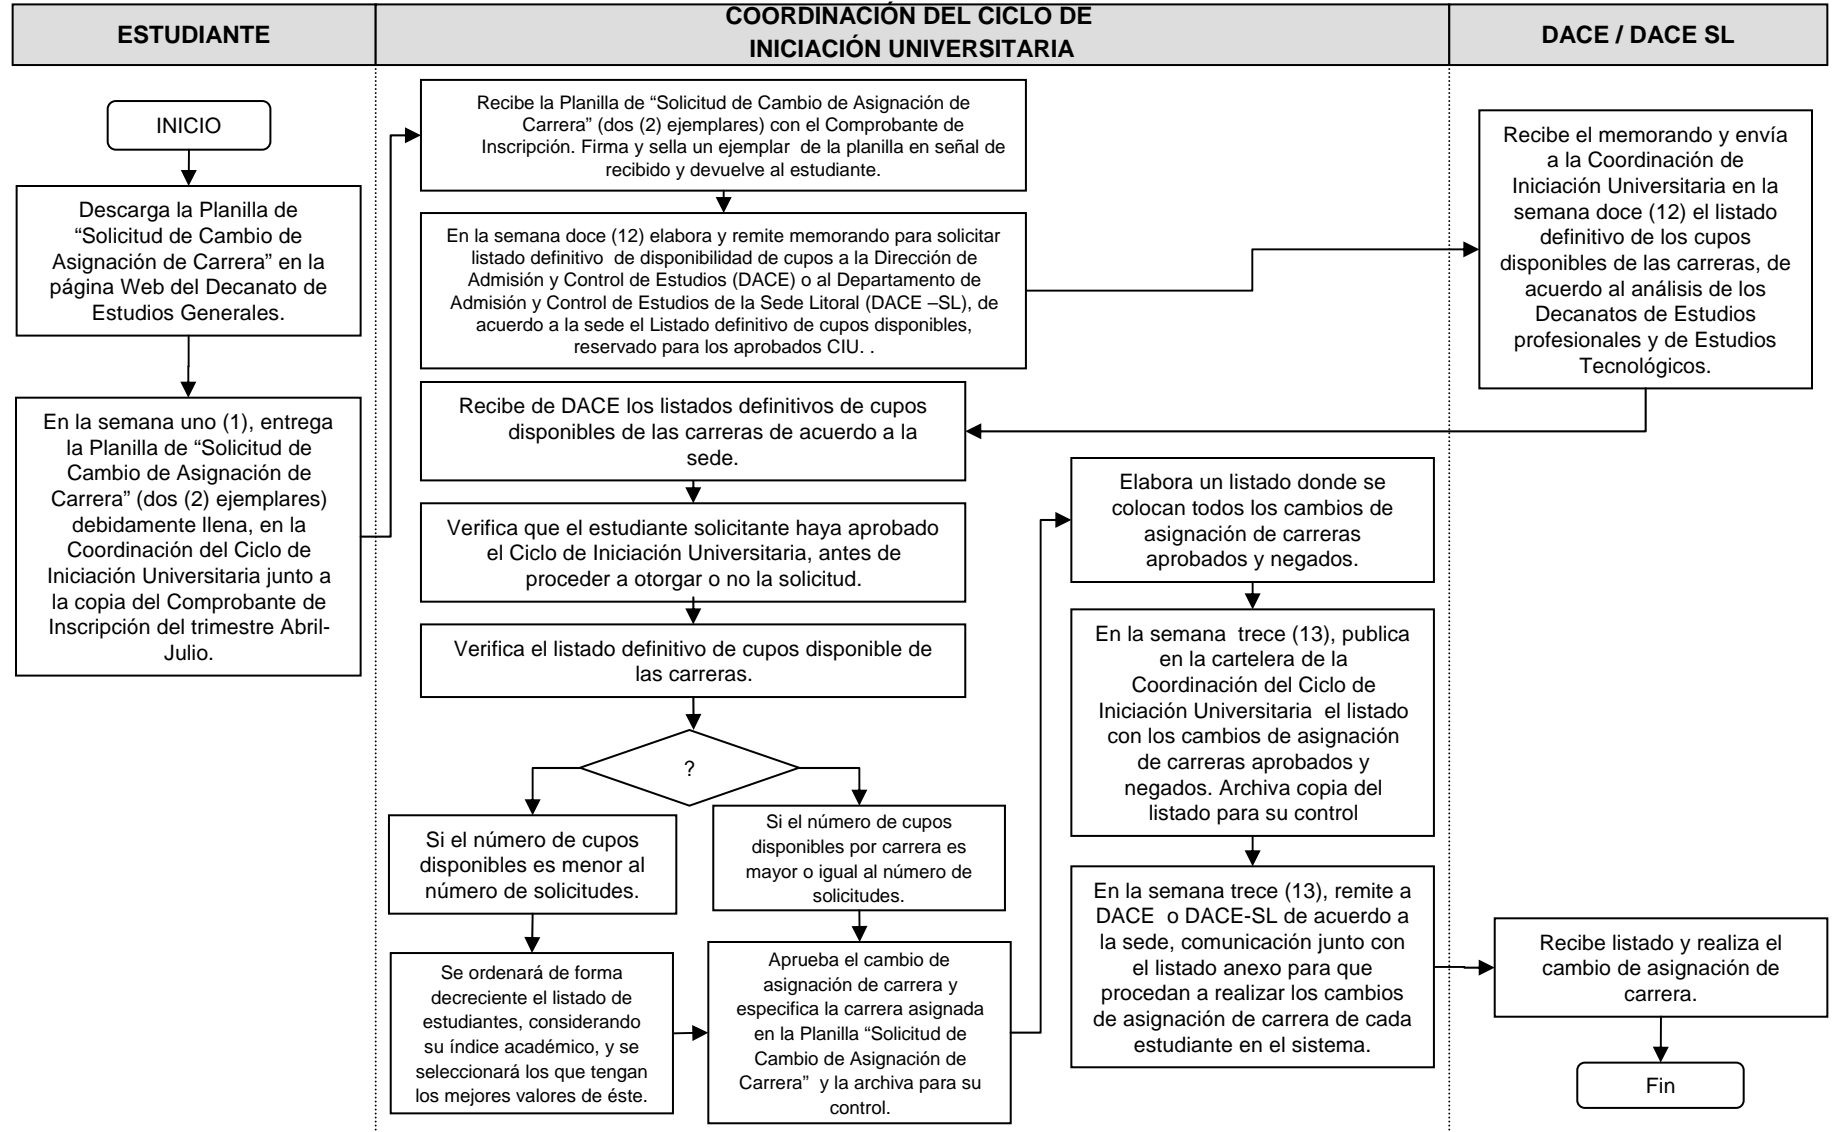 ESTUDIANTE
COORDINACIÓN DEL CICLO DE
INICIACIÓN UNIVERSITARIA
DACE / DACE SL
INICIO
Descarga la Planilla de
“Solicitud de Cambio de
Asignación de Carrera” en la
página Web del Decanato de
Estudios Generales.
En la semana uno (1), entrega
la Planilla de “Solicitud de
Cambio de Asignación de
Carrera” (dos (2) ejemplares)
debidamente llena, en la
Coordinación del Ciclo de
Iniciación Universitaria junto a
la copia del Comprobante de
Inscripción del trimestre Abril-
Julio.
Recibe la Planilla de “Solicitud de Cambio de Asignación de
Carrera” (dos (2) ejemplares) con el Comprobante de
Inscripción. Firma y sella un ejemplar de la planilla en señal de
recibido y devuelve al estudiante.
En la semana doce (12) elabora y remite memorando para solicitar
listado definitivo de disponibilidad de cupos a la Dirección de
Admisión y Control de Estudios (DACE) o al Departamento de
Admisión y Control de Estudios de la Sede Litoral (DACE –SL), de
acuerdo a la sede el Listado definitivo de cupos disponibles,
reservado para los aprobados CIU. .
Recibe el memorando y envía
a la Coordinación de
Iniciación Universitaria en la
semana doce (12) el listado
definitivo de los cupos
disponibles de las carreras, de
acuerdo al análisis de los
Decanatos de Estudios
profesionales y de Estudios
Tecnológicos.
Recibe de DACE los listados definitivos de cupos
disponibles de las carreras de acuerdo a la
sede.
Verifica que el estudiante solicitante haya aprobado
el Ciclo de Iniciación Universitaria, antes de
proceder a otorgar o no la solicitud.
Verifica el listado definitivo de cupos disponible de
las carreras.
?
Si el número de cupos
disponibles es menor al
número de solicitudes.
Si el número de cupos
disponibles por carrera es
mayor o igual al número de
solicitudes.
Se ordenará de forma
decreciente el listado de
estudiantes, considerando
su índice académico, y se
seleccionará los que tengan
los mejores valores de éste.
Aprueba el cambio de
asignación de carrera y
especifica la carrera asignada
en la Planilla “Solicitud de
Cambio de Asignación de
Carrera” y la archiva para su
control.
Elabora un listado donde se
colocan todos los cambios de
asignación de carreras
aprobados y negados.
En la semana trece (13), publica
en la cartelera de la
Coordinación del Ciclo de
Iniciación Universitaria el listado
con los cambios de asignación
de carreras aprobados y
negados. Archiva copia del
listado para su control
En la semana trece (13), remite a
DACE o DACE-SL de acuerdo a
la sede, comunicación junto con
el listado anexo para que
procedan a realizar los cambios
de asignación de carrera de cada
estudiante en el sistema.
Recibe listado y realiza el
cambio de asignación de
carrera.
Fin